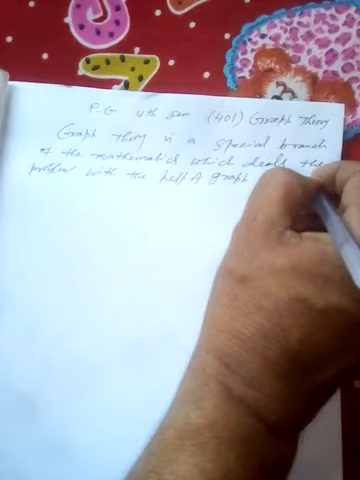 P.G. 4th Sem (401) Graph Theory
Graph Theory is a special branch
of the mathematics which deals the
problem with the help A graph